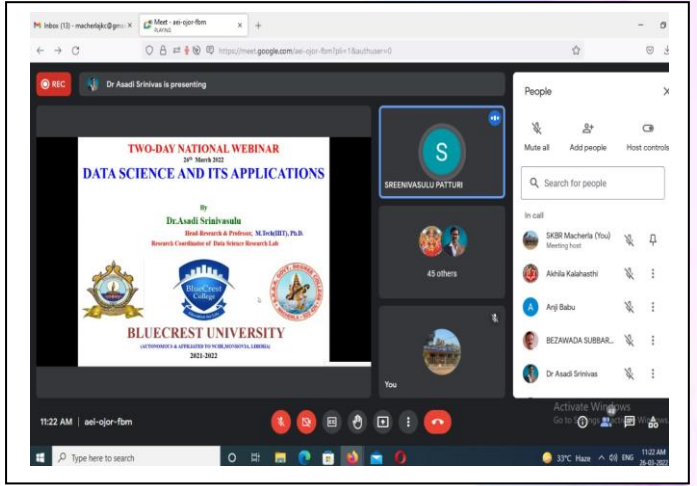 Inbox (12) - macherlajkc@gmai
Meet - aei-ojor-fbm
PLAYING
https://meet.google.com/aei-ojor-fbm?pli=1&authuser=0
REC
Dr Asadi Srinivas is presenting
TWO-DAY NATIONAL WEBINAR
26th March 2022
DATA SCIENCE AND ITS APPLICATIONS
By
Dr.Asadi Srinivasulu
Head-Research & Professor, M.Tech(IIIT), Ph.D.
Research Coordinator of Data Science Research Lab
BlueCrest
College
BLUECREST UNIVERSITY
(AUTONOMOUS & AFFILIATED TO NCHE,MONROVIA, LIBERIA)
2021-2022
S
SREENIVASULU PATTURI
45 others
You
People
Mute all
Add people
Host controls
Search for people
In call
SKBR Macherla (You)
Meeting host
Akhila Kalahasthi
A
Anji Babu
BEZAWADA SUBBAR...
Dr Asadi Srinivas
11:22 AM | aei-ojor-fbm
Activate Windows
Go to
Type here to search
33°C Haze
ENG
11:22 AM
26-03-2022